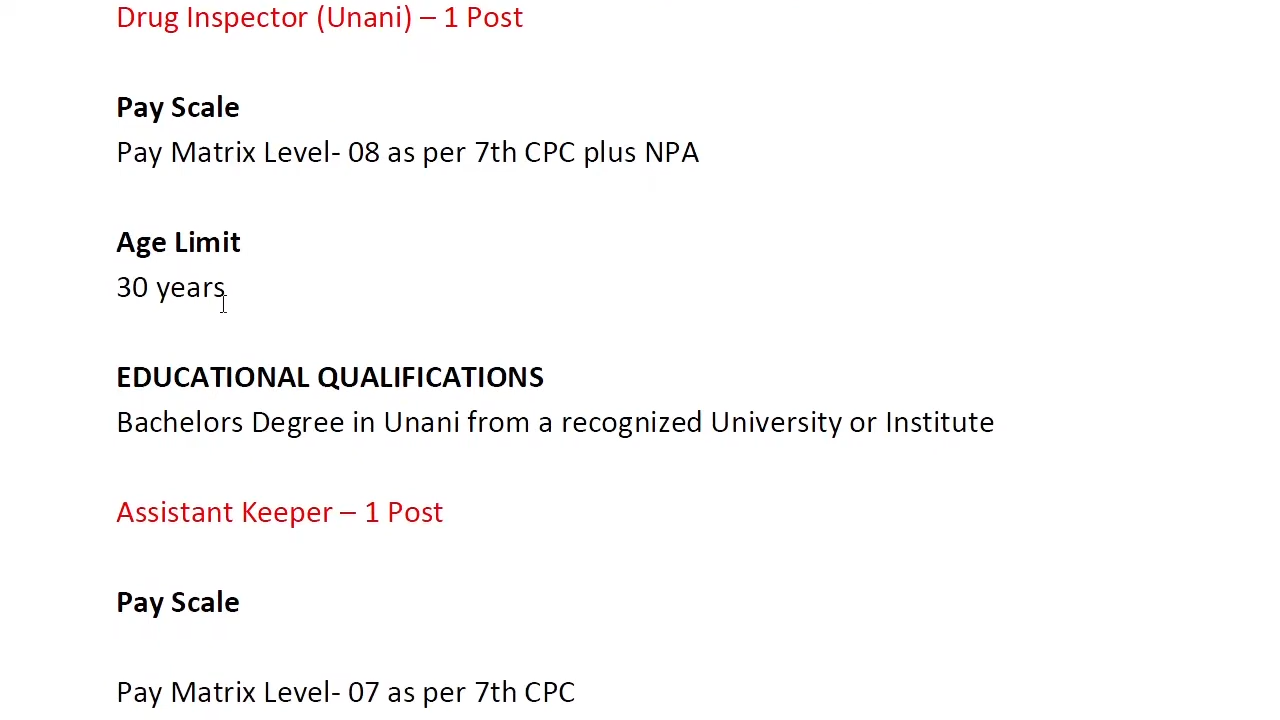 Drug Inspector (Unani) – 1 Post
Pay Scale
Pay Matrix Level- 08 as per 7th CPC plus NPA
Age Limit
30 years
EDUCATIONAL QUALIFICATIONS
Bachelors Degree in Unani from a recognized University or Institute
Assistant Keeper – 1 Post
Pay Scale
Pay Matrix Level- 07 as per 7th CPC